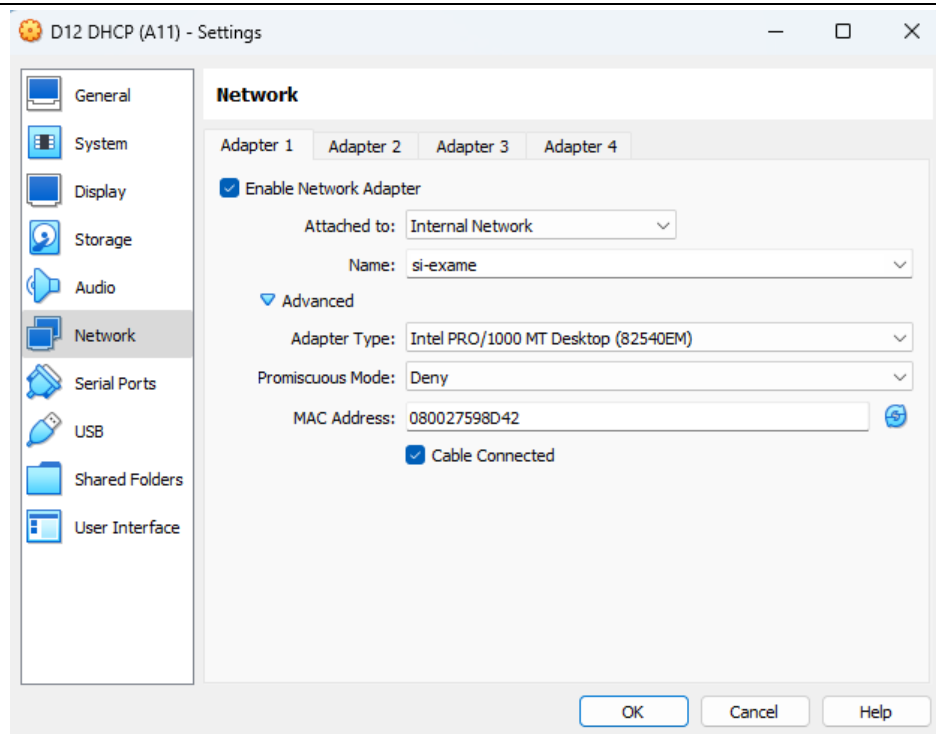 D12 DHCP (A11) - Settings
General
System
Display
Storage
Audio
Network
Serial Ports
USB
Shared Folders
User Interface
Network
Adapter 1 Adapter 2 Adapter 3 Adapter 4
Enable Network Adapter
Attached to: Internal Network
Name: si-exame
Advanced
Adapter Type: Intel PRO/1000 MT Desktop (82540EM)
Promiscuous Mode: Deny
MAC Address: 080027598D42
Cable Connected
OK Cancel Help